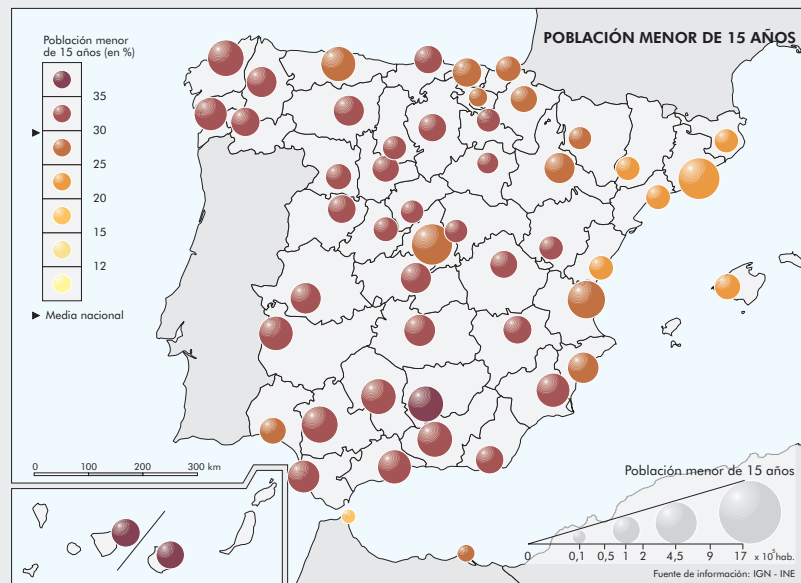 POBLACIÓN MENOR DE 15 AÑOS
Población menor
de 15 años (en %)
35
30
25
20
15
12
► Media nacional
0 100 200 300 km
Población menor de 15 años
0 0,1 0,5 1 2 4,5 9 17 x 10⁵ hab.
Fuente de información: IGN - INE